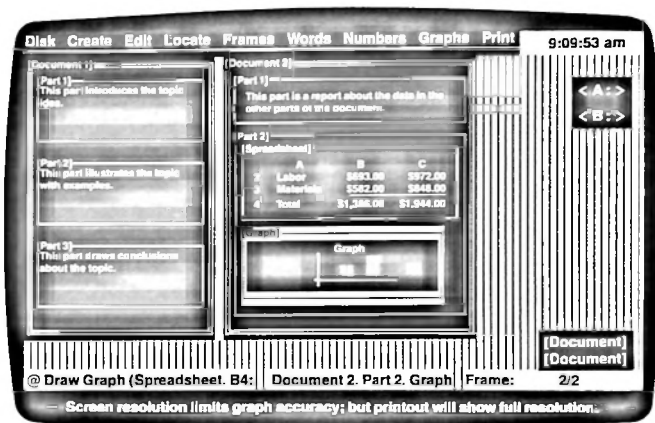 Disk Create Edit Locate Frames Words Numbers Graphs Print
9:09:53 am
[Document 1]
[Part 1]
This part introduces the topic
idea.
[Part 2]
This part illustrates the topic
with examples.
[Part 3]
This part draws conclusions
about the topic.
[Document 2]
[Part 1]
This part is a report about the data in the
other parts of the document.
[Part 2]
[Spreadsheet]
A B C
2 Labor $693.00 $972.00
3 Materials $582.00 $848.00
4 Total $1,944.00
[Graph]
Graph
<A:>
<B:>
[Document]
[Document]
@ Draw Graph (Spreadsheet. B4: Document 2. Part 2. Graph Frame: 2/2
Screen resolution limits graph accuracy; but printout will show full resolution.